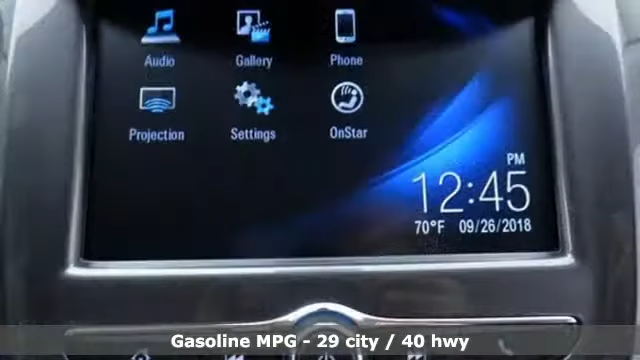 Audio Gallery Phone
Projection Settings OnStar
PM
12:45
70°F 09/26/2018
Gasoline MPG - 29 city / 40 hwy